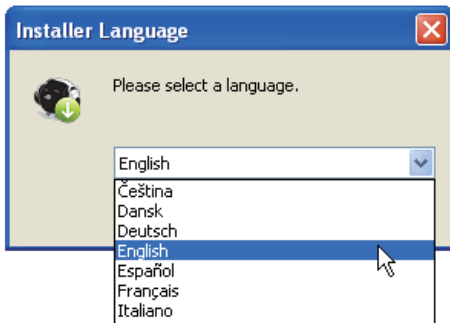 Installer Language
Please select a language.
English
Čeština
Dansk
Deutsch
English
Español
Français
Italiano